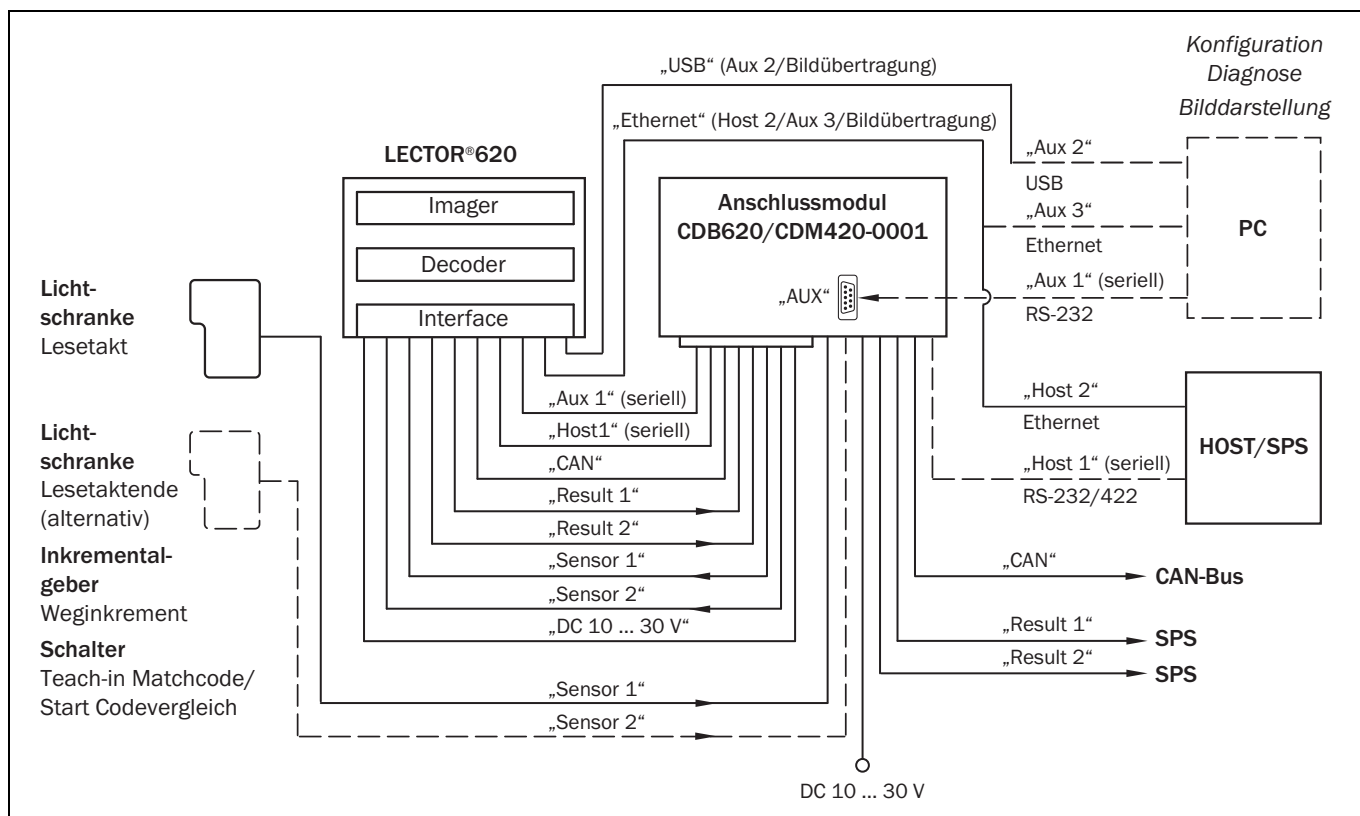 Konfiguration
Diagnose
Bilddarstellung
„USB“ (Aux 2/Bildübertragung)
„Ethernet“ (Host 2/Aux 3/Bildübertragung)
LECTOR®620
Imager
Decoder
Interface
Anschlussmodul
CDB620/CDM420-0001
„AUX“
„Aux 2“
USB
„Aux 3“
Ethernet
„Aux 1“ (seriell)
RS-232
PC
Licht-
schranke
Lesetakt
Licht-
schranke
Lesetaktende
(alternativ)
Inkremental-
geber
Weginkrement
Schalter
Teach-in Matchcode/
Start Codevergleich
„Aux 1“ (seriell)
„Host1“ (seriell)
„CAN“
„Result 1“
„Result 2“
„Sensor 1“
„Sensor 2“
„DC 10 ... 30 V“
„Sensor 1“
„Sensor 2“
„Host 2“
Ethernet
„Host 1“ (seriell)
RS-232/422
HOST/SPS
„CAN“
CAN-Bus
„Result 1“
SPS
„Result 2“
SPS
DC 10 ... 30 V